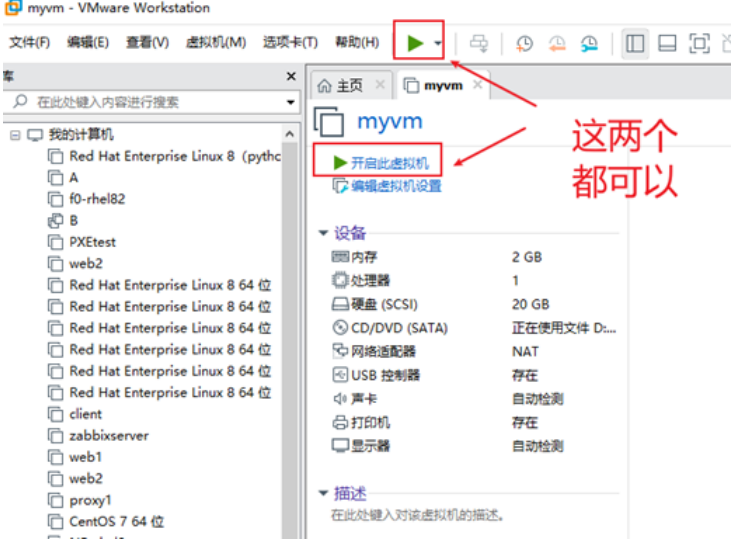 myvm - VMware Workstation
文件(F) 编辑(E) 查看(V) 虚拟机(M) 选项卡(T) 帮助(H)
库
在此处键入内容进行搜索
我的计算机
Red Hat Enterprise Linux 8（pythc
A
f0-rhel82
B
PXEtest
web2
Red Hat Enterprise Linux 8 64 位
Red Hat Enterprise Linux 8 64 位
Red Hat Enterprise Linux 8 64 位
Red Hat Enterprise Linux 8 64 位
Red Hat Enterprise Linux 8 64 位
Red Hat Enterprise Linux 8 64 位
client
zabbixserver
web1
web2
proxy1
CentOS 7 64 位
主页 myvm
myvm
开启此虚拟机
编辑虚拟机设置
这两个
都可以
设备
内存 2 GB
处理器 1
硬盘 (SCSI) 20 GB
CD/DVD (SATA) 正在使用文件 D:...
网络适配器 NAT
USB 控制器 存在
声卡 自动检测
打印机 存在
显示器 自动检测
描述
在此处键入对该虚拟机的描述。